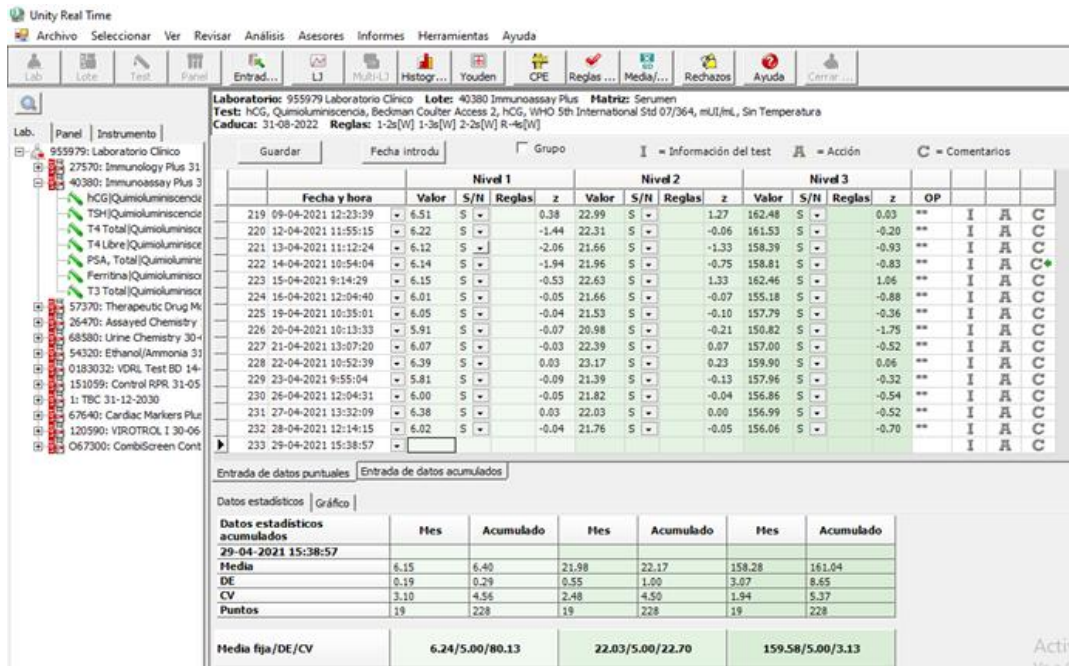 Unity Real Time
Archivo Seleccionar Ver Revisar Análisis Asesores Informes Herramientas Ayuda
Lab Lote Test Panel Entrad... LJ Multi-LJ Histogr... Youden CPE Reglas ... Media/... Rechazos Ayuda Cerrar ...
Laboratorio: 955979 Laboratorio Clínico Lote: 40380 Immunoassay Plus Matriz: Serumen
Test: hCG, Quimioluminiscencia, Beckman Coulter Access 2, hCG, WHO 5th International Std 07/364, mUI/mL, Sin Temperatura
Caduca: 31-08-2022 Reglas: 1-2s[W] 1-3s[W] 2-2s[W] R-4s[W]
Lab. Panel Instrumento
955979: Laboratorio Clinico
27570: Immunology Plus 31
40380: Immunoassay Plus 3
hCG|Quimioluminiscencia
TSH|Quimioluminiscencia
T4 Total|Quimioluminisce
T4 Libre|Quimioluminisce
PSA, Total|Quimiolumine
Ferritina|Quimioluminisc
T3 Total|Quimioluminisce
57370: Therapeutic Drug Mo
26470: Assayed Chemistry
68580: Urine Chemistry 30-
54320: Ethanol/Ammonia 31
0183032: VDRL Test BD 14-
151059: Control RPR 31-05
1: TBC 31-12-2030
67640: Cardiac Markers Plus
120590: VIROTROL I 30-06
O67300: CombiScreen Cont
Guardar Fecha introdu Grupo I = Información del test A = Acción C = Comentarios
Nivel 1 Nivel 2 Nivel 3
Fecha y hora Valor S/N Reglas z Valor S/N Reglas z Valor S/N Reglas z OP
219 09-04-2021 12:23:39 6.51 S 0.38 22.99 S 1.27 162.48 S 0.03 ** I A C
220 12-04-2021 11:55:15 6.22 S -1.44 22.31 S -0.06 161.53 S -0.20 ** I A C
221 13-04-2021 11:12:24 6.12 S -2.06 21.66 S -1.33 158.39 S -0.93 ** I A C
222 14-04-2021 10:54:04 6.14 S -1.94 21.96 S -0.75 158.81 S -0.83 ** I A C
223 15-04-2021 9:14:29 6.15 S -0.53 22.63 S 1.33 162.46 S 1.06 ** I A C
224 16-04-2021 12:04:40 6.01 S -0.05 21.66 S -0.07 155.18 S -0.88 ** I A C
225 19-04-2021 10:35:01 6.05 S -0.04 21.53 S -0.10 157.79 S -0.36 ** I A C
226 20-04-2021 10:13:33 5.91 S -0.07 20.98 S -0.21 150.82 S -1.75 ** I A C
227 21-04-2021 13:07:20 6.07 S -0.03 22.39 S 0.07 157.00 S -0.52 ** I A C
228 22-04-2021 10:52:39 6.39 S 0.03 23.17 S 0.23 159.90 S 0.06 ** I A C
229 23-04-2021 9:55:04 5.81 S -0.09 21.39 S -0.13 157.96 S -0.32 ** I A C
230 26-04-2021 12:04:31 6.00 S -0.05 21.82 S -0.04 156.86 S -0.54 ** I A C
231 27-04-2021 13:32:09 6.38 S 0.03 22.03 S 0.00 156.99 S -0.52 ** I A C
232 28-04-2021 12:14:15 6.02 S -0.04 21.76 S -0.05 156.06 S -0.70 ** I A C
233 29-04-2021 15:38:57 I A C
Entrada de datos puntuales Entrada de datos acumulados
Datos estadísticos Gráfico
Datos estadísticos acumulados Mes Acumulado Mes Acumulado Mes Acumulado
29-04-2021 15:38:57
Media 6.15 6.40 21.98 22.17 158.28 161.04
DE 0.19 0.29 0.55 1.00 3.07 8.65
CV 3.10 4.56 2.48 4.50 1.94 5.37
Puntos 19 228 19 228 19 228
Media fija/DE/CV 6.24/5.00/80.13 22.03/5.00/22.70 159.58/5.00/3.13
Acti